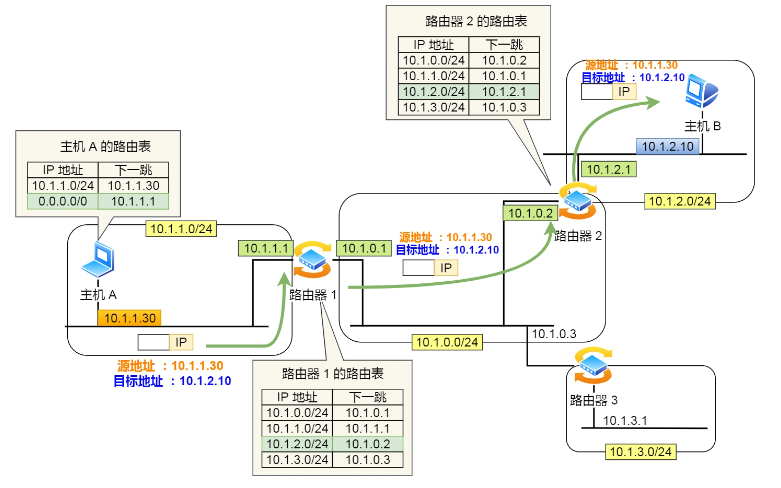 路由器 2 的路由表
IP 地址 下一跳
10.1.0.0/24 10.1.0.2
10.1.1.0/24 10.1.0.1
10.1.2.0/24 10.1.2.1
10.1.3.0/24 10.1.0.3
源地址 ：10.1.1.30
目标地址 ：10.1.2.10
IP
主机 B
10.1.2.10
10.1.2.1
10.1.2.0/24
主机 A 的路由表
IP 地址 下一跳
10.1.1.0/24 10.1.1.30
0.0.0.0/0 10.1.1.1
10.1.1.0/24
主机 A
10.1.1.30
IP
源地址 ：10.1.1.30
目标地址 ：10.1.2.10
10.1.1.1
路由器 1
10.1.0.1
源地址 ：10.1.1.30
目标地址 ：10.1.2.10
IP
10.1.0.2
路由器 2
10.1.0.0/24
10.1.0.3
路由器 1 的路由表
IP 地址 下一跳
10.1.0.0/24 10.1.0.1
10.1.1.0/24 10.1.1.1
10.1.2.0/24 10.1.0.2
10.1.3.0/24 10.1.0.3
路由器 3
10.1.3.1
10.1.3.0/24